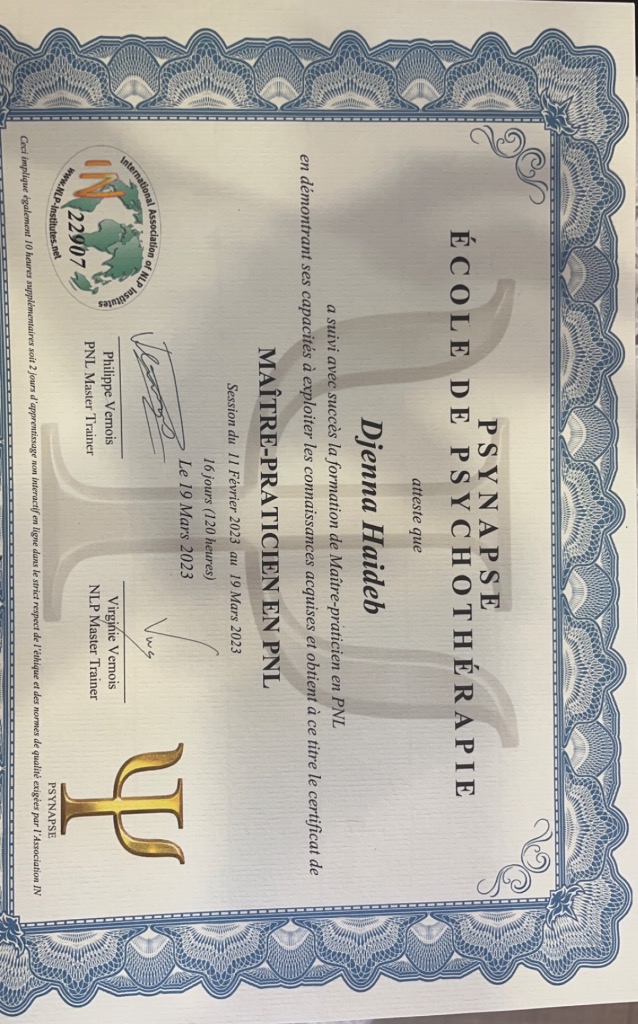 PSYNAPSE
ÉCOLE DE PSYCHOTHÉRAPIE
atteste que
Djenna Haideb
a suivi avec succès la formation de Maître-praticien en PNL
en démontrant ses capacités à exploiter les connaissances acquises et obtient à ce titre le certificat de
MAÎTRE-PRATICIEN EN PNL
Session du 11 Février 2023 au 19 Mars 2023
16 jours (120 heures)
Le 19 Mars 2023
International Association of NLP Institutes
IN
22907
www.NLP-Institutes.net
Philippe Vernois
PNL Master Trainer
Virginie Vernois
NLP Master Trainer
PSYNAPSE
Ceci implique également 10 heures supplémentaires soit 2 jours d'apprentissage non interactif en ligne dans le strict respect de l'éthique et des normes de qualité exigées par l'Association IN